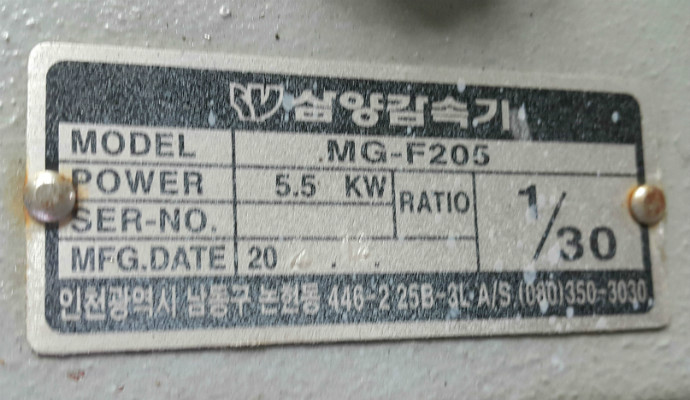 삼양감속기
MODEL MG-F205
POWER 5.5 KW RATIO 1/30
SER-NO.
MFG.DATE 20 . .
인천광역시 남동구 논현동 446-2 25B-3L A/S (080)350-3030